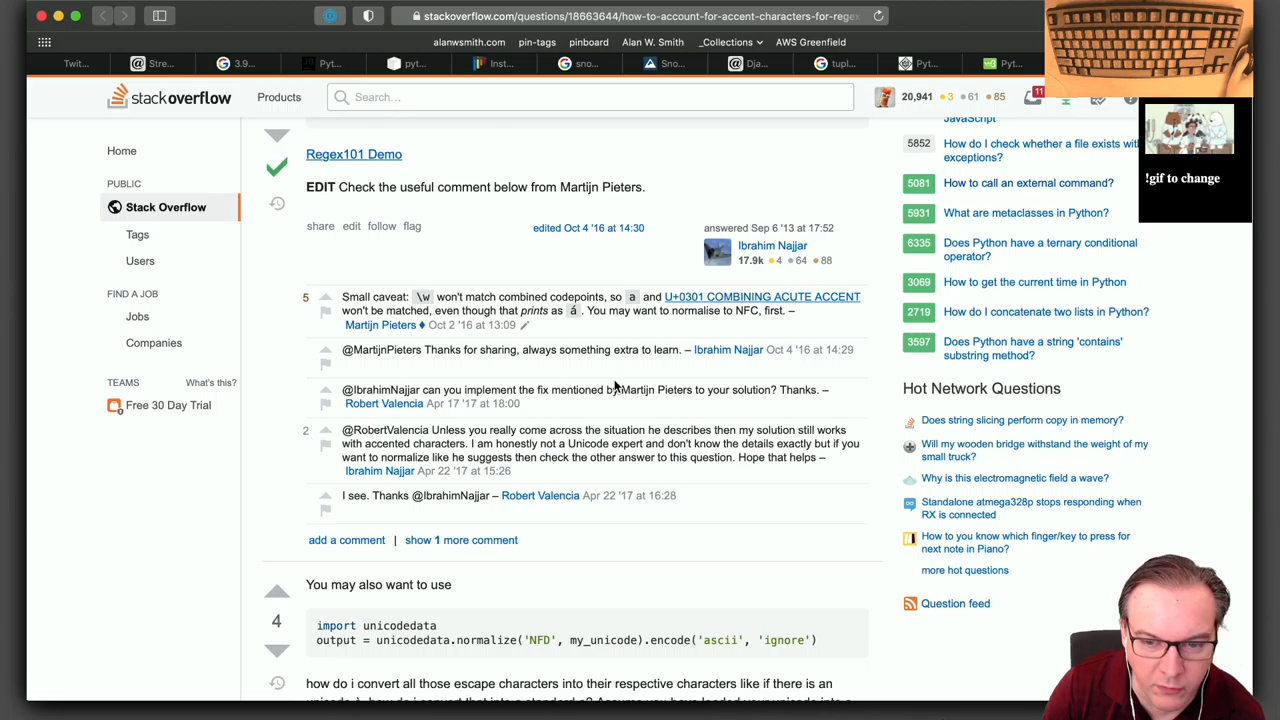 stackoverflow.com/questions/18663644/how-to-account-for-accent-characters-for-rege
alanwsmith.com pin-tags pinboard Alan W. Smith _Collections AWS Greenfield
Twit... Stre... 3.9... Pyt... pyt... Inst... sno... Sno... Dja... tupl... Pyt... Pyt...
stackoverflow Products Search... 20,941 3 61 85 11
Home
PUBLIC
Stack Overflow
Tags
Users
FIND A JOB
Jobs
Companies
TEAMS What's this?
Free 30 Day Trial
Regex101 Demo
EDIT Check the useful comment below from Martijn Pieters.
share edit follow flag
edited Oct 4 '16 at 14:30
answered Sep 6 '13 at 17:52
Ibrahim Najjar
17.9k 4 64 88
5 Small caveat: \w won't match combined codepoints, so a and U+0301 COMBINING ACUTE ACCENT
won't be matched, even though that prints as á. You may want to normalise to NFC, first. –
Martijn Pieters ♦ Oct 2 '16 at 13:09
@MartijnPieters Thanks for sharing, always something extra to learn. – Ibrahim Najjar Oct 4 '16 at 14:29
@IbrahimNajjar can you implement the fix mentioned by Martijn Pieters to your solution? Thanks. –
Robert Valencia Apr 17 '17 at 18:00
2 @RobertValencia Unless you really come across the situation he describes then my solution still works
with accented characters. I am honestly not a Unicode expert and don't know the details exactly but if you
want to normalize like he suggests then check the other answer to this question. Hope that helps –
Ibrahim Najjar Apr 22 '17 at 15:26
I see. Thanks @IbrahimNajjar – Robert Valencia Apr 22 '17 at 16:28
add a comment | show 1 more comment
You may also want to use
4
import unicodedata
output = unicodedata.normalize('NFD', my_unicode).encode('ascii', 'ignore')
how do i convert all those escape characters into their respective characters like if there is an
JavaScript
5852 How do I check whether a file exists with
exceptions?
5081 How to call an external command?
5931 What are metaclasses in Python?
6335 Does Python have a ternary conditional
operator?
3069 How to get the current time in Python
2719 How do I concatenate two lists in Python?
3597 Does Python have a string 'contains'
substring method?
Hot Network Questions
Does string slicing perform copy in memory?
Will my wooden bridge withstand the weight of my
small truck?
Why is this electromagnetic field a wave?
Standalone atmega328p stops responding when
RX is connected
How to you know which finger/key to press for
next note in Piano?
more hot questions
Question feed
!gif to change